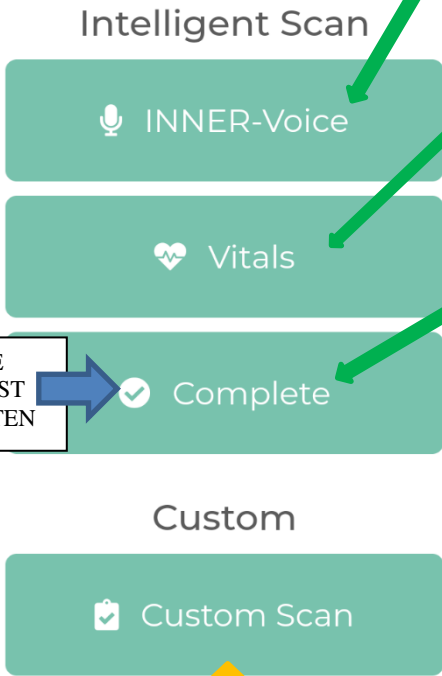 Intelligent Scan
INNER-Voice
Vitals
Complete
Custom
Custom Scan